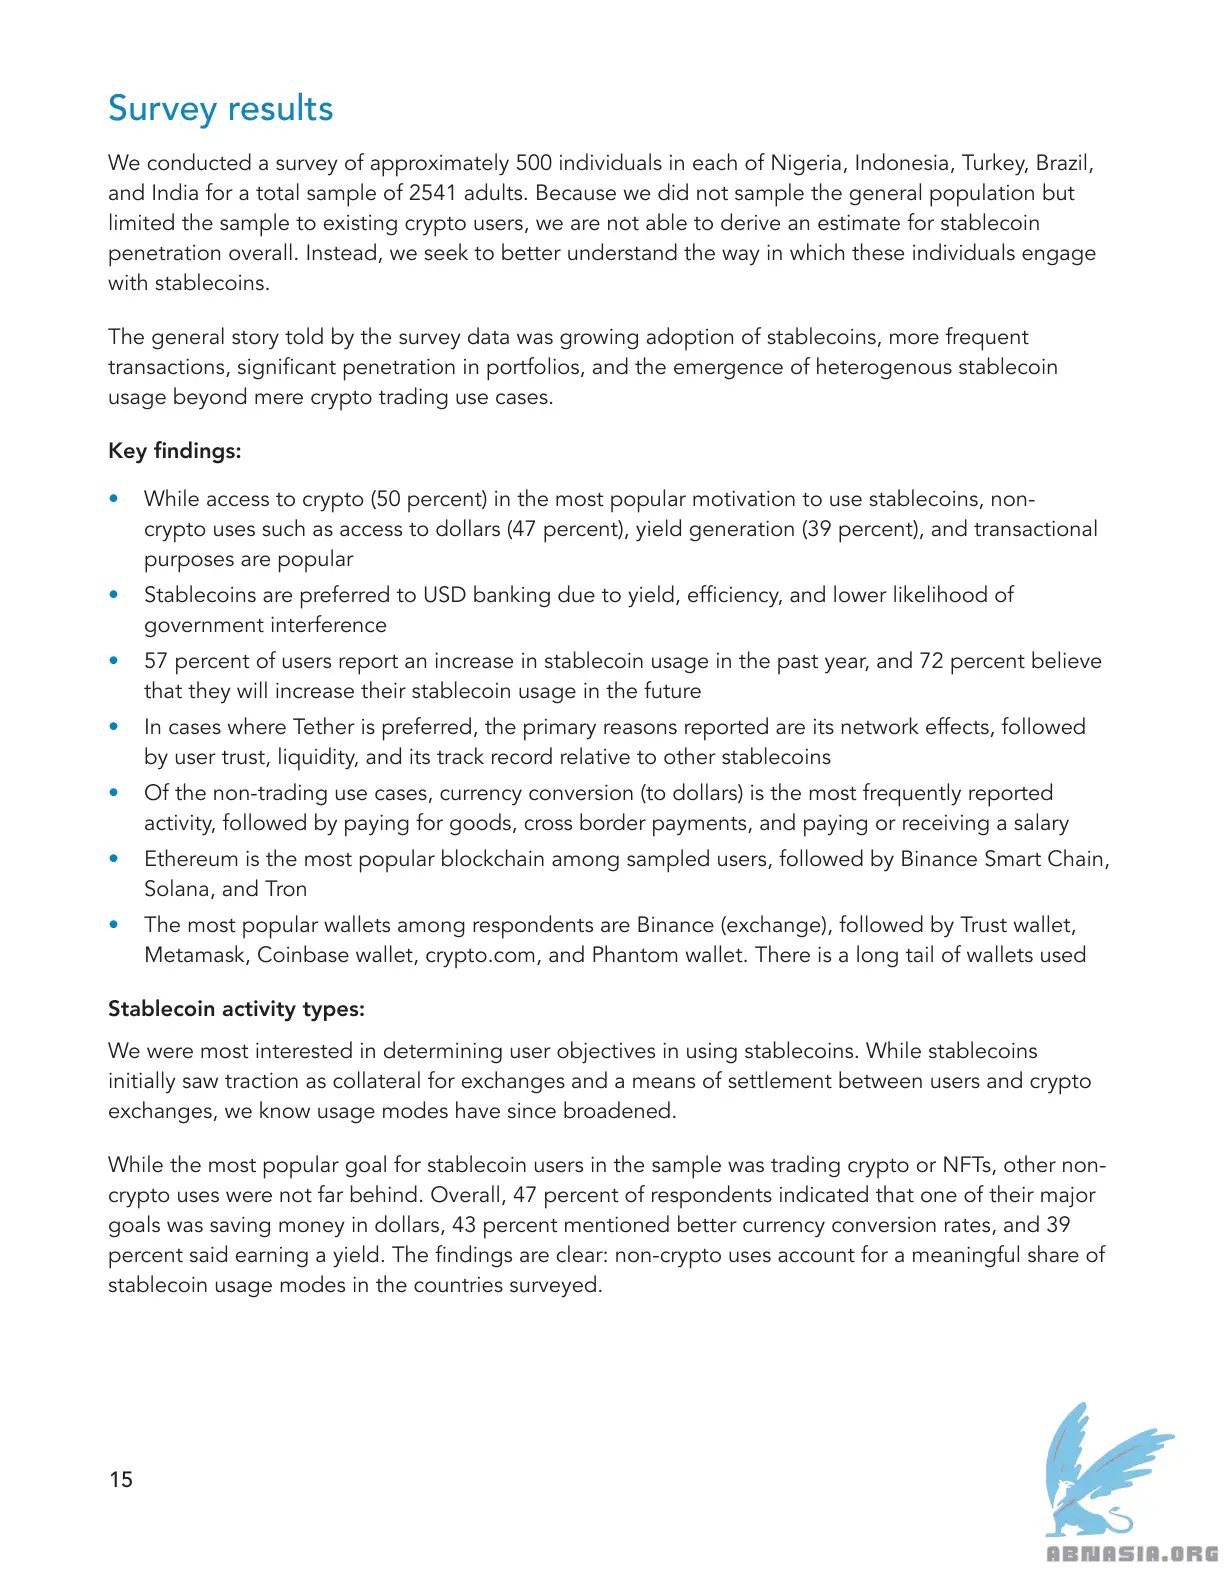 Survey results
We conducted a survey of approximately 500 individuals in each of Nigeria, Indonesia, Turkey, Brazil,
and India for a total sample of 2541 adults. Because we did not sample the general population but
limited the sample to existing crypto users, we are not able to derive an estimate for stablecoin
penetration overall. Instead, we seek to better understand the way in which these individuals engage
with stablecoins.
The general story told by the survey data was growing adoption of stablecoins, more frequent
transactions, significant penetration in portfolios, and the emergence of heterogenous stablecoin
usage beyond mere crypto trading use cases.
Key findings:
• While access to crypto (50 percent) in the most popular motivation to use stablecoins, non-
crypto uses such as access to dollars (47 percent), yield generation (39 percent), and transactional
purposes are popular
• Stablecoins are preferred to USD banking due to yield, efficiency, and lower likelihood of
government interference
• 57 percent of users report an increase in stablecoin usage in the past year, and 72 percent believe
that they will increase their stablecoin usage in the future
• In cases where Tether is preferred, the primary reasons reported are its network effects, followed
by user trust, liquidity, and its track record relative to other stablecoins
• Of the non-trading use cases, currency conversion (to dollars) is the most frequently reported
activity, followed by paying for goods, cross border payments, and paying or receiving a salary
• Ethereum is the most popular blockchain among sampled users, followed by Binance Smart Chain,
Solana, and Tron
• The most popular wallets among respondents are Binance (exchange), followed by Trust wallet,
Metamask, Coinbase wallet, crypto.com, and Phantom wallet. There is a long tail of wallets used
Stablecoin activity types:
We were most interested in determining user objectives in using stablecoins. While stablecoins
initially saw traction as collateral for exchanges and a means of settlement between users and crypto
exchanges, we know usage modes have since broadened.
While the most popular goal for stablecoin users in the sample was trading crypto or NFTs, other non-
crypto uses were not far behind. Overall, 47 percent of respondents indicated that one of their major
goals was saving money in dollars, 43 percent mentioned better currency conversion rates, and 39
percent said earning a yield. The findings are clear: non-crypto uses account for a meaningful share of
stablecoin usage modes in the countries surveyed.
15
ABNASIA.ORG